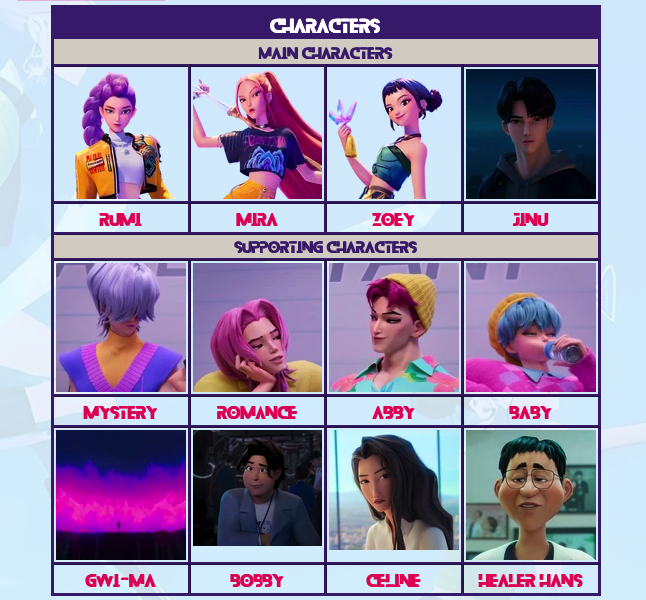 CHARACTERS
MAIN CHARACTERS
RUMI
MIRA
ZOEY
JINU
SUPPORTING CHARACTERS
MYSTERY
ROMANCE
ABBY
BABY
GWI-MA
BOBBY
CELINE
HEALER HANS